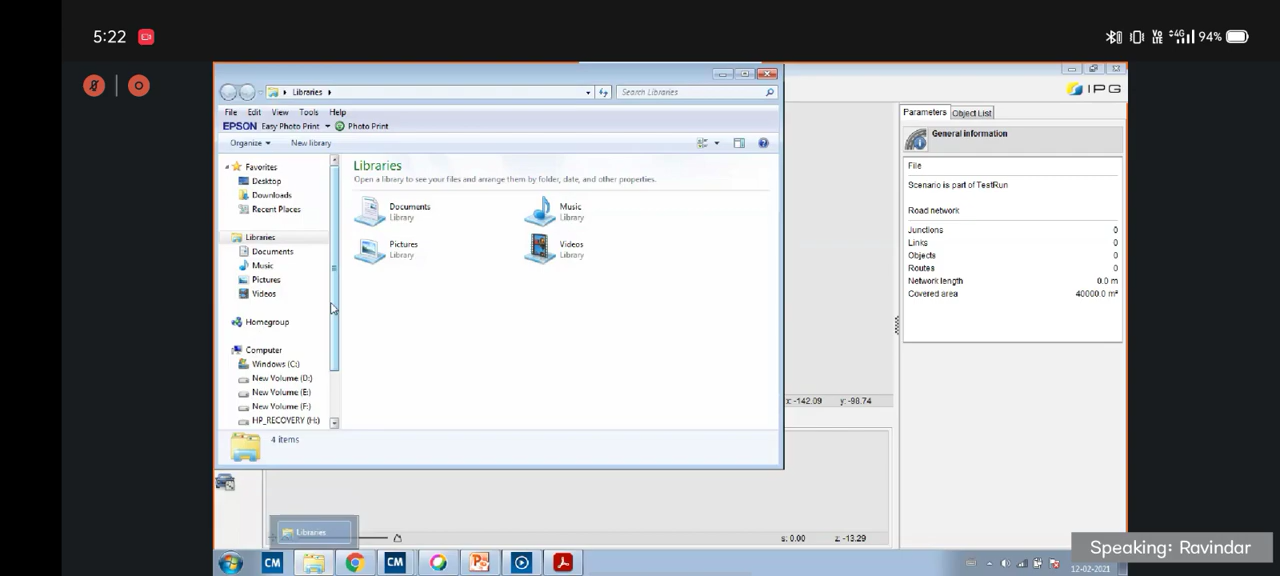 5:22
VO LTE 4G 94%
Libraries
Search Libraries
IPG
File Edit View Tools Help
Parameters Object List
EPSON Easy Photo Print Photo Print
General information
Organize New library
File
Favorites
Libraries
Open a library to see your files and arrange them by folder, date, and other properties.
Desktop
Scenario is part of TestRun
Downloads
Documents
Library
Music
Library
Recent Places
Road network
Junctions 0
Libraries
Links 0
Documents
Pictures
Library
Videos
Library
Objects 0
Music
Routes 0
Pictures
Network length 0.0 m
Videos
Covered area 40000.0 m²
Homegroup
Computer
Windows (C:)
New Volume (D:)
New Volume (E:)
x: -142.09 y: -98.74
New Volume (F:)
HP_RECOVERY (H:)
4 items
Libraries
s: 0.00 z: -13.29
Speaking: Ravindar
CM CM
12-02-2021